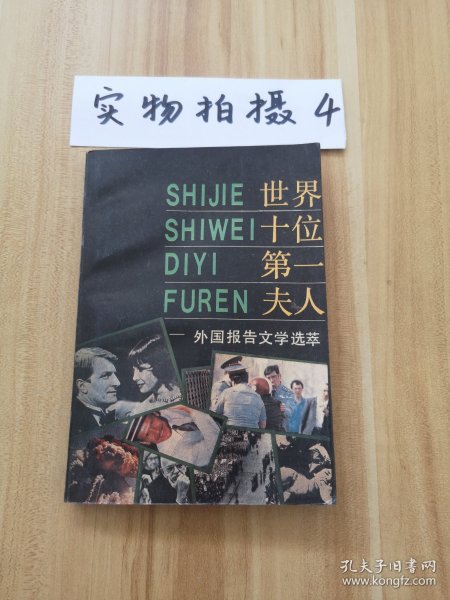 实物拍摄4
SHIJIE 世界
SHIWEI 十位
DIYI 第一
FUREN 夫人
— 外国报告文学选萃
孔夫子旧书网
www.kongfz.com